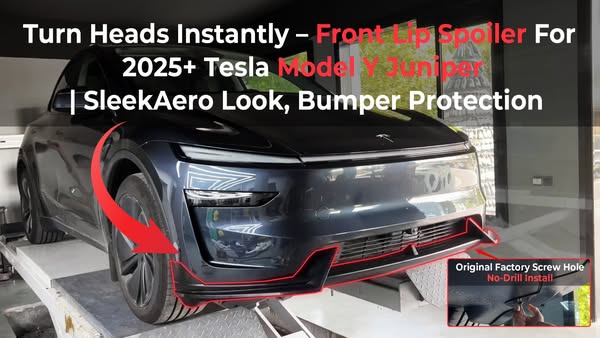 Turn Heads Instantly – Front Lip Spoiler For
2025+ Tesla Model Y Juniper
| SleekAero Look, Bumper Protection
Original Factory Screw Hole
No-Drill Install